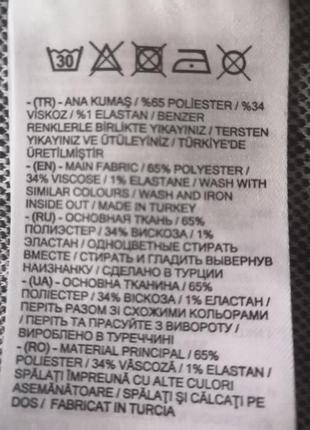 30
- (TR) - ANA KUMAŞ / %65 POLİESTER / %34
VİSKOZ / %1 ELASTAN / BENZER
RENKLERLE BİRLİKTE YIKAYINIZ / TERSTEN
YIKAYINIZ VE ÜTÜLEYİNİZ / TÜRKİYE'DE
ÜRETİLMİŞTİR
- (EN) - MAIN FABRIC / 65% POLYESTER /
34% VISCOSE / 1% ELASTANE / WASH WITH
SIMILAR COLOURS / WASH AND IRON
INSIDE OUT / MADE IN TURKEY
- (RU) - ОСНОВНАЯ ТКАНЬ / 65%
ПОЛИЭСТЕР / 34% ВИСКОЗА / 1%
ЭЛАСТАН / ОДНОЦВЕТНЫЕ СТИРАТЬ
ВМЕСТЕ / СТИРАТЬ И ГЛАДИТЬ ВЫВЕРНУВ
НАИЗНАНКУ / СДЕЛАНО В ТУРЦИИ
- (UA) - ОСНОВНА ТКАНИНА / 65%
ПОЛІЕСТЕР / 34% ВІСКОЗА / 1% ЕЛАСТАН /
ПЕРІТЬ РАЗОМ ЗІ СХОЖИМИ КОЛЬОРАМИ
/ ПЕРІТЬ ТА ПРАСУЙТЕ З ВИВОРОТУ /
ВИРОБЛЕНО В ТУРЕЧЧИНІ
- (RO) - MATERIAL PRINCIPAL / 65%
POLIESTER / 34% VÂSCOZĂ / 1% ELASTAN /
SPĂLAŢI ÎMPREUNĂ CU ALTE CULORI
ASEMĂNĂTOARE / SPĂLAŢI ŞI CĂLCAŢI PE
DOS / FABRICAT IN TURCIA